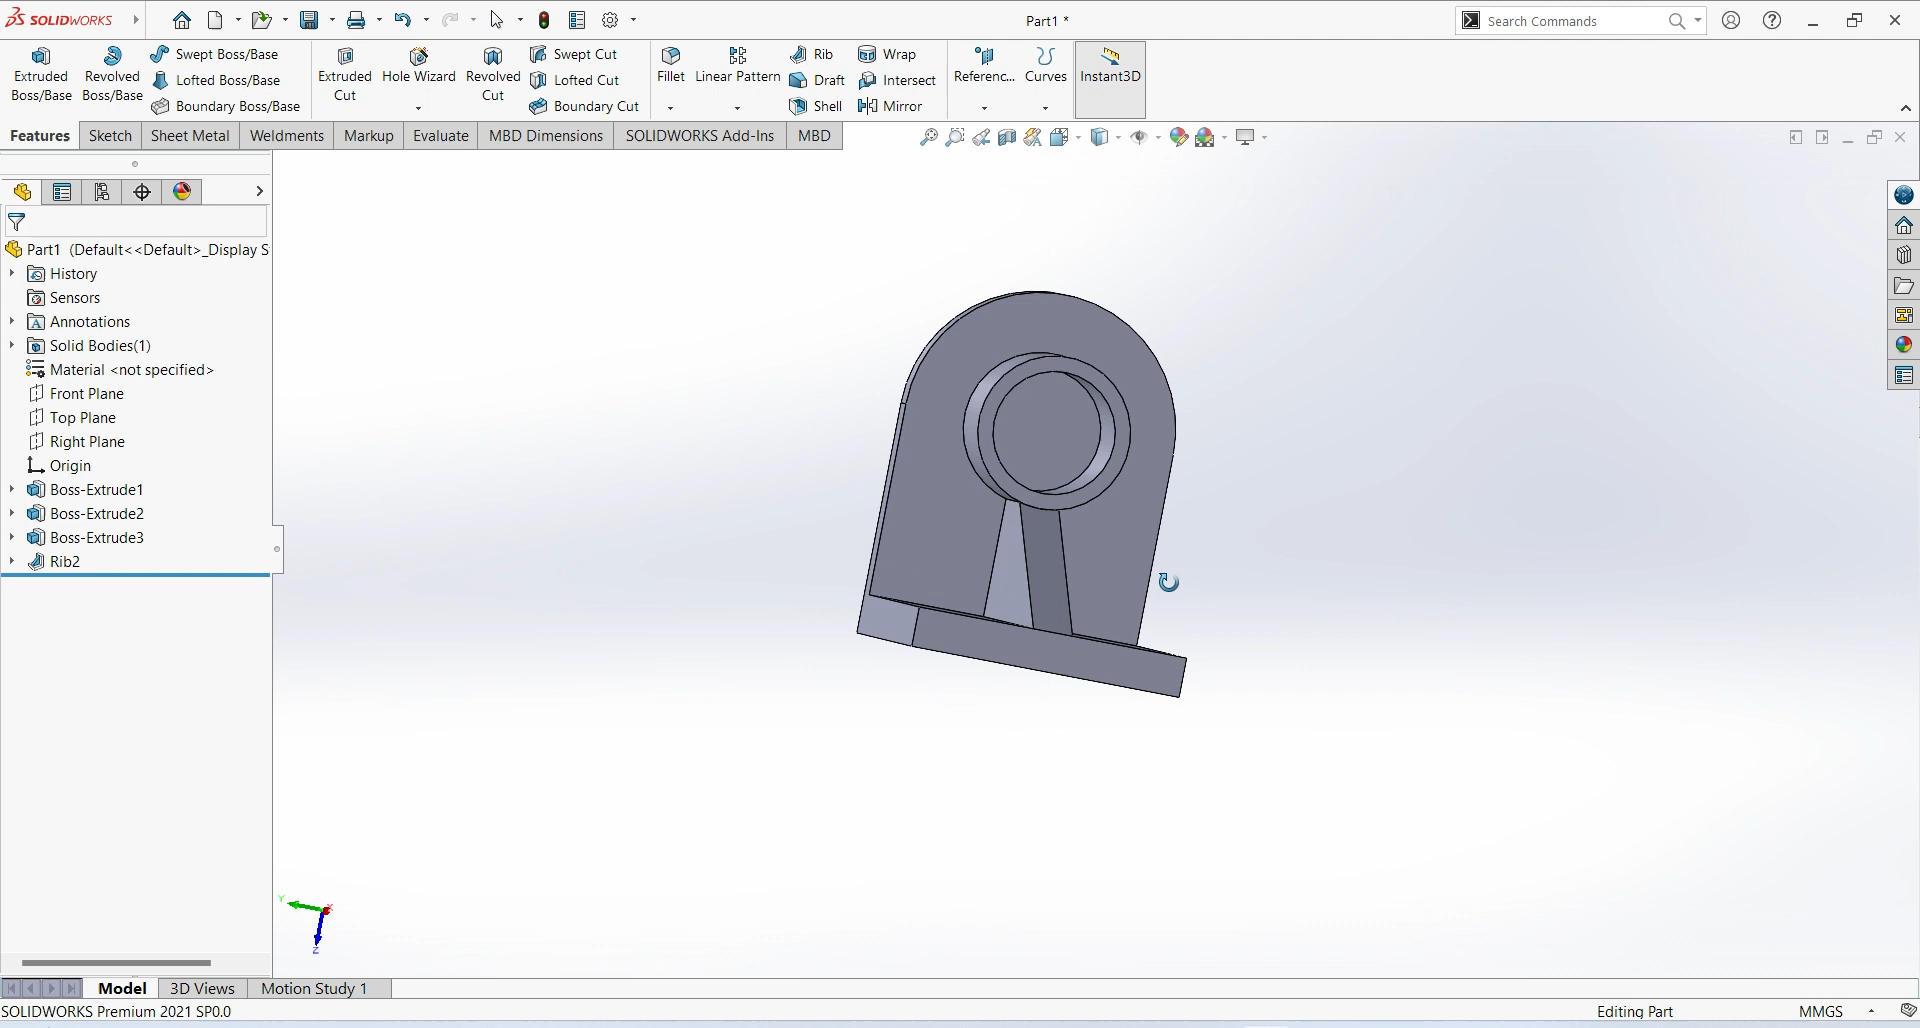 SOLIDWORKS
Part1 *
Search Commands
Extruded Boss/Base
Revolved Boss/Base
Swept Boss/Base
Lofted Boss/Base
Boundary Boss/Base
Extruded Cut
Hole Wizard
Revolved Cut
Swept Cut
Lofted Cut
Boundary Cut
Fillet
Linear Pattern
Rib
Draft
Shell
Wrap
Intersect
Mirror
Referenc...
Curves
Instant3D
Features
Sketch
Sheet Metal
Weldments
Markup
Evaluate
MBD Dimensions
SOLIDWORKS Add-Ins
MBD
Part1 (Default<<Default>_Display S
History
Sensors
Annotations
Solid Bodies(1)
Material <not specified>
Front Plane
Top Plane
Right Plane
Origin
Boss-Extrude1
Boss-Extrude2
Boss-Extrude3
Rib2
Y
X
Z
Model
3D Views
Motion Study 1
SOLIDWORKS Premium 2021 SP0.0
Editing Part
MMGS